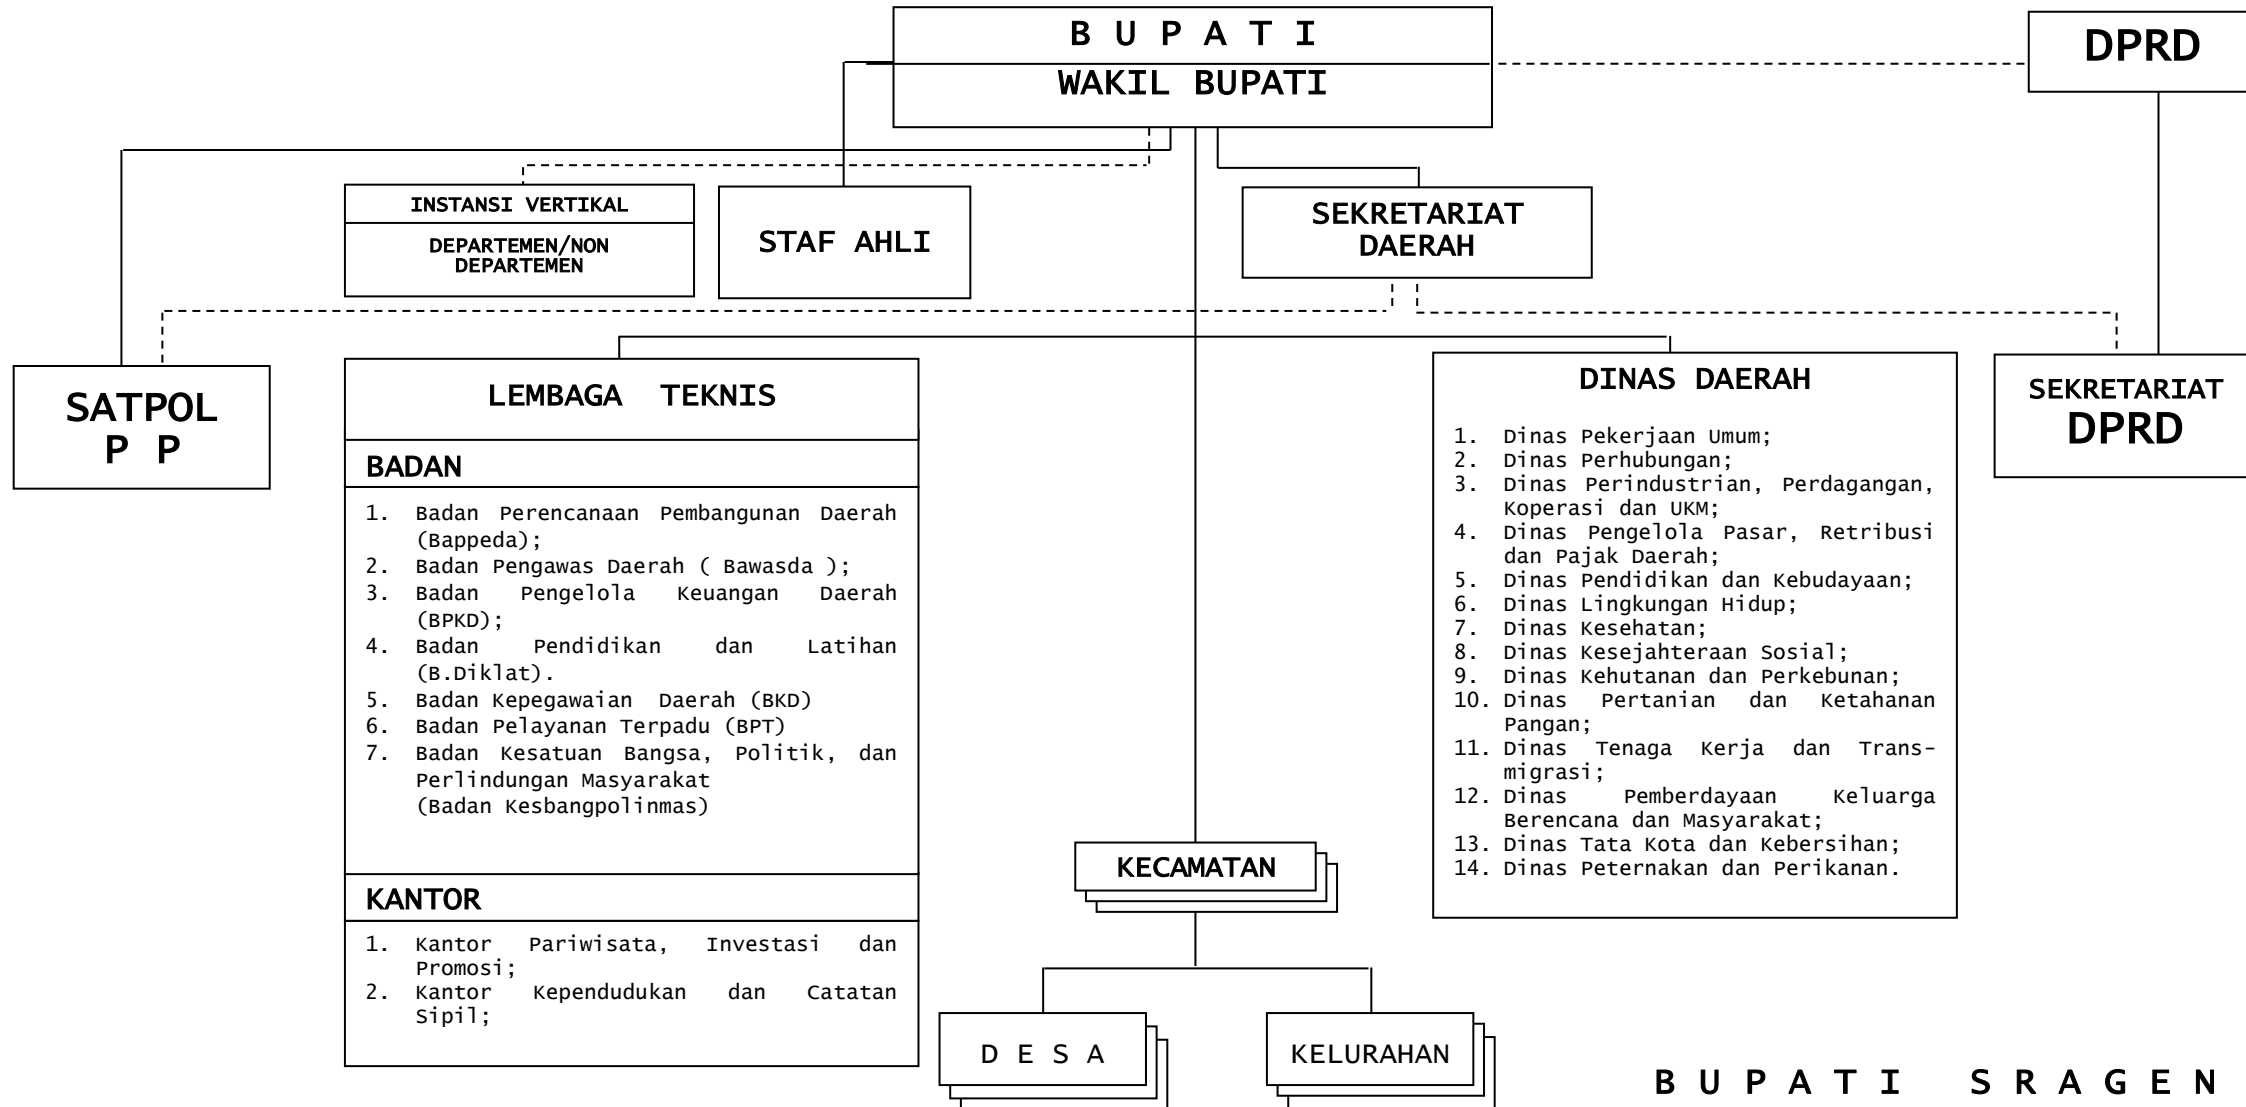 B U P A T I
WAKIL BUPATI
DPRD
INSTANSI VERTIKAL
DEPARTEMEN/NON
DEPARTEMEN
STAF AHLI
SEKRETARIAT
DAERAH
SATPOL
P P
LEMBAGA TEKNIS
BADAN
1. Badan Perencanaan Pembangunan Daerah
(Bappeda);
2. Badan Pengawas Daerah ( Bawasda );
3. Badan Pengelola Keuangan Daerah
(BPKD);
4. Badan Pendidikan dan Latihan
(B.Diklat).
5. Badan Kepegawaian Daerah (BKD)
6. Badan Pelayanan Terpadu (BPT)
7. Badan Kesatuan Bangsa, Politik, dan
Perlindungan Masyarakat
(Badan Kesbangpolinmas)
KANTOR
1. Kantor Pariwisata, Investasi dan
Promosi;
2. Kantor Kependudukan dan Catatan
Sipil;
DINAS DAERAH
1. Dinas Pekerjaan Umum;
2. Dinas Perhubungan;
3. Dinas Perindustrian, Perdagangan,
Koperasi dan UKM;
4. Dinas Pengelola Pasar, Retribusi
dan Pajak Daerah;
5. Dinas Pendidikan dan Kebudayaan;
6. Dinas Lingkungan Hidup;
7. Dinas Kesehatan;
8. Dinas Kesejahteraan Sosial;
9. Dinas Kehutanan dan Perkebunan;
10. Dinas Pertanian dan Ketahanan
Pangan;
11. Dinas Tenaga Kerja dan Trans-
migrasi;
12. Dinas Pemberdayaan Keluarga
Berencana dan Masyarakat;
13. Dinas Tata Kota dan Kebersihan;
14. Dinas Peternakan dan Perikanan.
SEKRETARIAT
DPRD
KECAMATAN
D E S A
KELURAHAN
B U P A T I S R A G E N